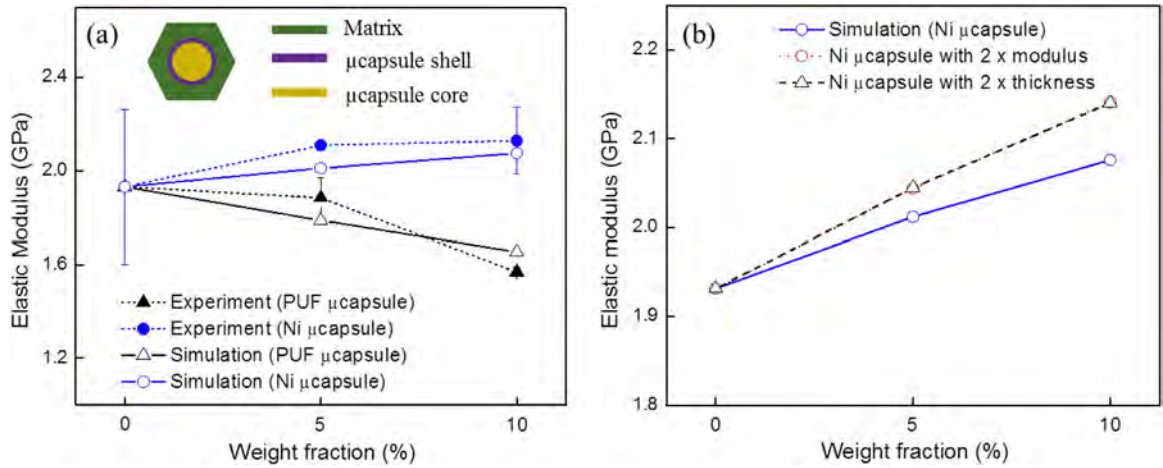 (a)
Matrix
µcapsule shell
µcapsule core
Elastic Modulus (GPa)
2.4
2.0
1.6
1.2
Experiment (PUF µcapsule)
Experiment (Ni µcapsule)
Simulation (PUF µcapsule)
Simulation (Ni µcapsule)
0
5
10
Weight fraction (%)
(b)
Simulation (Ni µcapsule)
Ni µcapsule with 2 x modulus
Ni µcapsule with 2 x thickness
Elastic modulus (GPa)
2.2
2.1
2.0
1.9
1.8
0
5
10
Weight fraction (%)